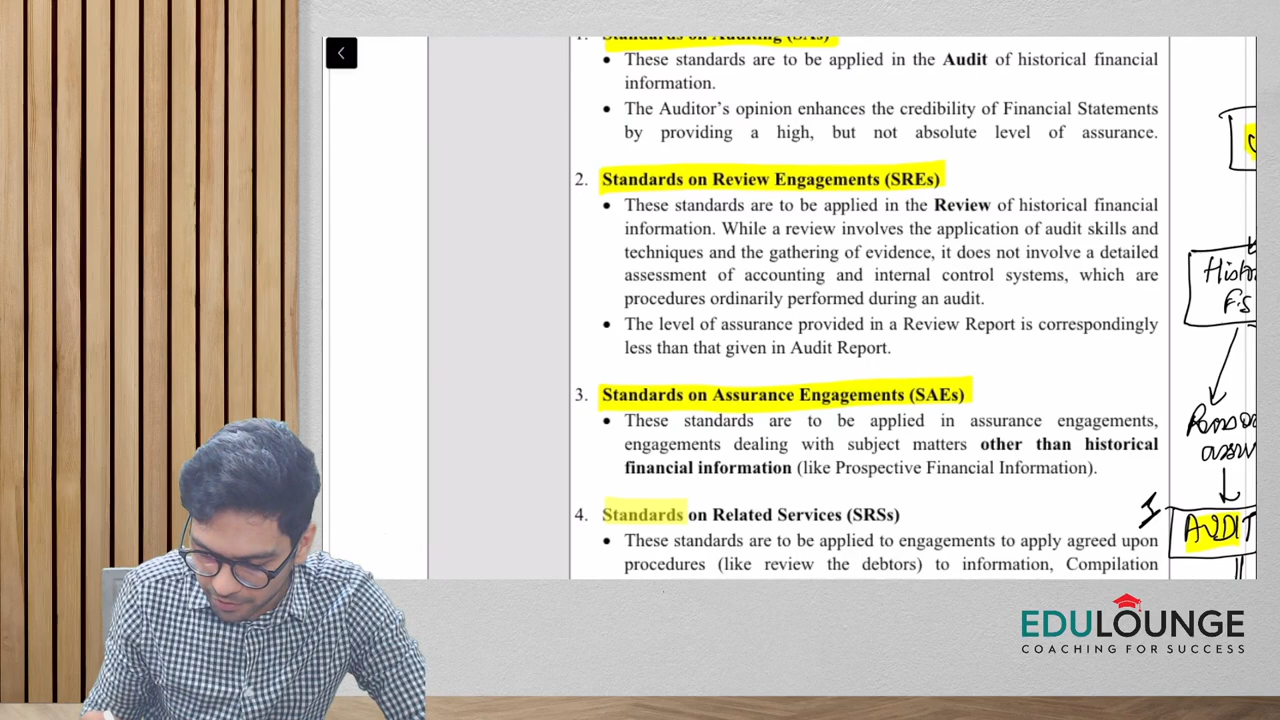 1. Standards on Auditing (SAs)
• These standards are to be applied in the Audit of historical financial
information.
• The Auditor’s opinion enhances the credibility of Financial Statements
by providing a high, but not absolute level of assurance.
2. Standards on Review Engagements (SREs)
• These standards are to be applied in the Review of historical financial
information. While a review involves the application of audit skills and
techniques and the gathering of evidence, it does not involve a detailed
assessment of accounting and internal control systems, which are
procedures ordinarily performed during an audit.
• The level of assurance provided in a Review Report is correspondingly
less than that given in Audit Report.
3. Standards on Assurance Engagements (SAEs)
• These standards are to be applied in assurance engagements,
engagements dealing with subject matters other than historical
financial information (like Prospective Financial Information).
4. Standards on Related Services (SRSs)
• These standards are to be applied to engagements to apply agreed upon
procedures (like review the debtors) to information, Compilation
F.S
I
AUDIT
EDULOUNGE
COACHING FOR SUCCESS